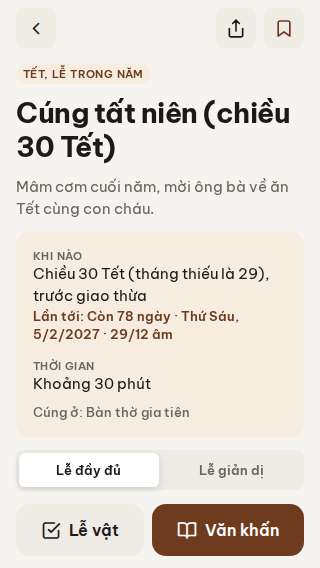 TẾT, LỄ TRONG NĂM
Cúng tất niên (chiều
30 Tết)
Mâm cơm cuối năm, mời ông bà về ăn
Tết cùng con cháu.
KHI NÀO
Chiều 30 Tết (tháng thiếu là 29),
trước giao thừa
Lần tới: Còn 78 ngày · Thứ Sáu,
5/2/2027 · 29/12 âm
THỜI GIAN
Khoảng 30 phút
Cúng ở: Bàn thờ gia tiên
Lễ đầy đủ
Lễ giản dị
Lễ vật
Văn khấn